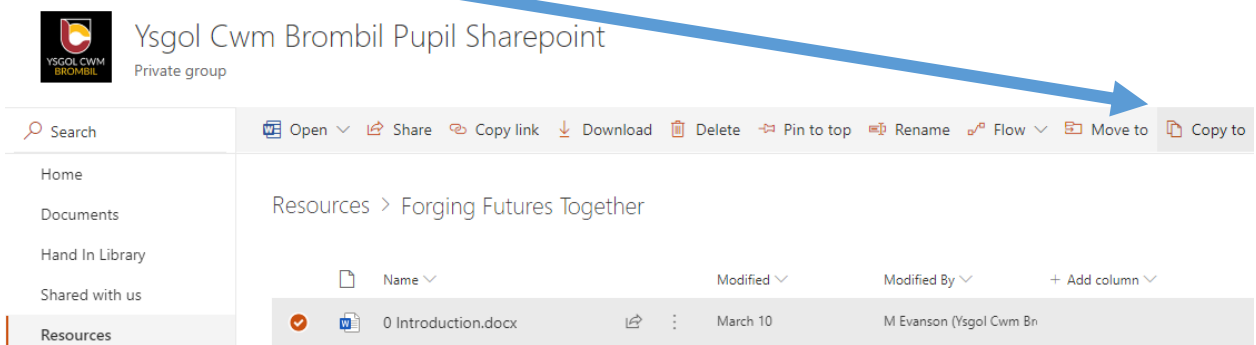 YSGOL CWM
BROMBIL
Ysgol Cwm Brombil Pupil Sharepoint
Private group
Search
Open Share Copy link Download Delete Pin to top Rename Flow Move to Copy to
Home
Documents
Hand In Library
Shared with us
Resources
Resources > Forging Futures Together
Name Modified Modified By + Add column
0 Introduction.docx March 10 M Evanson (Ysgol Cwm Br